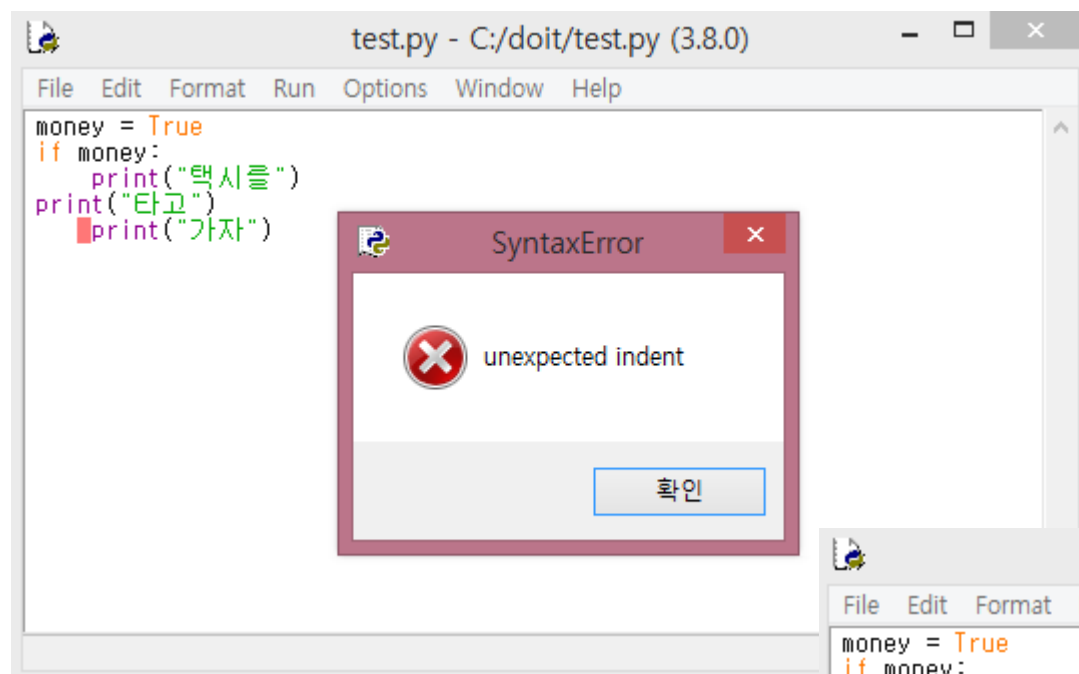 test.py - C:/doit/test.py (3.8.0)
File Edit Format Run Options Window Help
money = True
if money:
    print("택시를")
print("타고")
    print("가자")
SyntaxError
unexpected indent
확인
File Edit Format
money = True
if money: